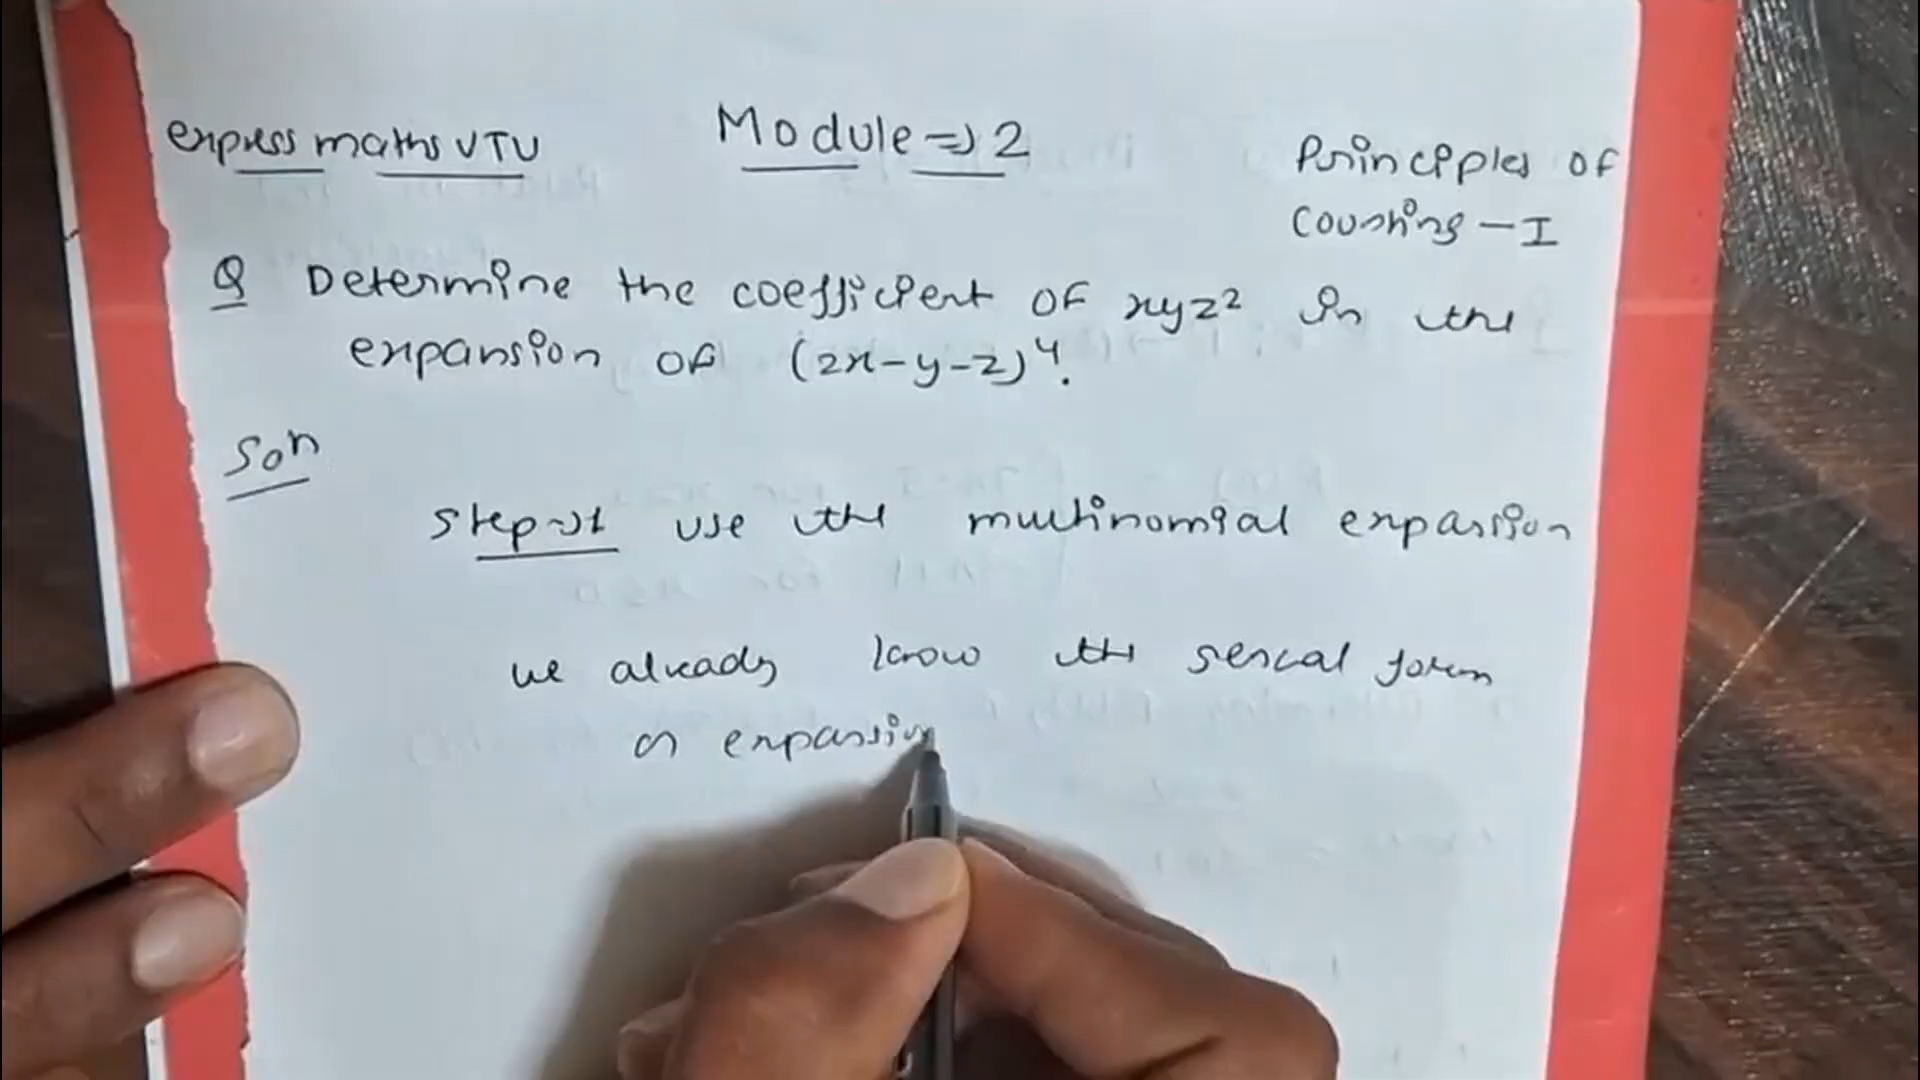 express maths VTU
Module => 2
Principles of
Counting - I
Q Determine the coefficient of xyz² in the
expansion of (2x-y-z)⁴.
Soln
Step-1 use the multinomial expansion
we already know the general form
of expansion